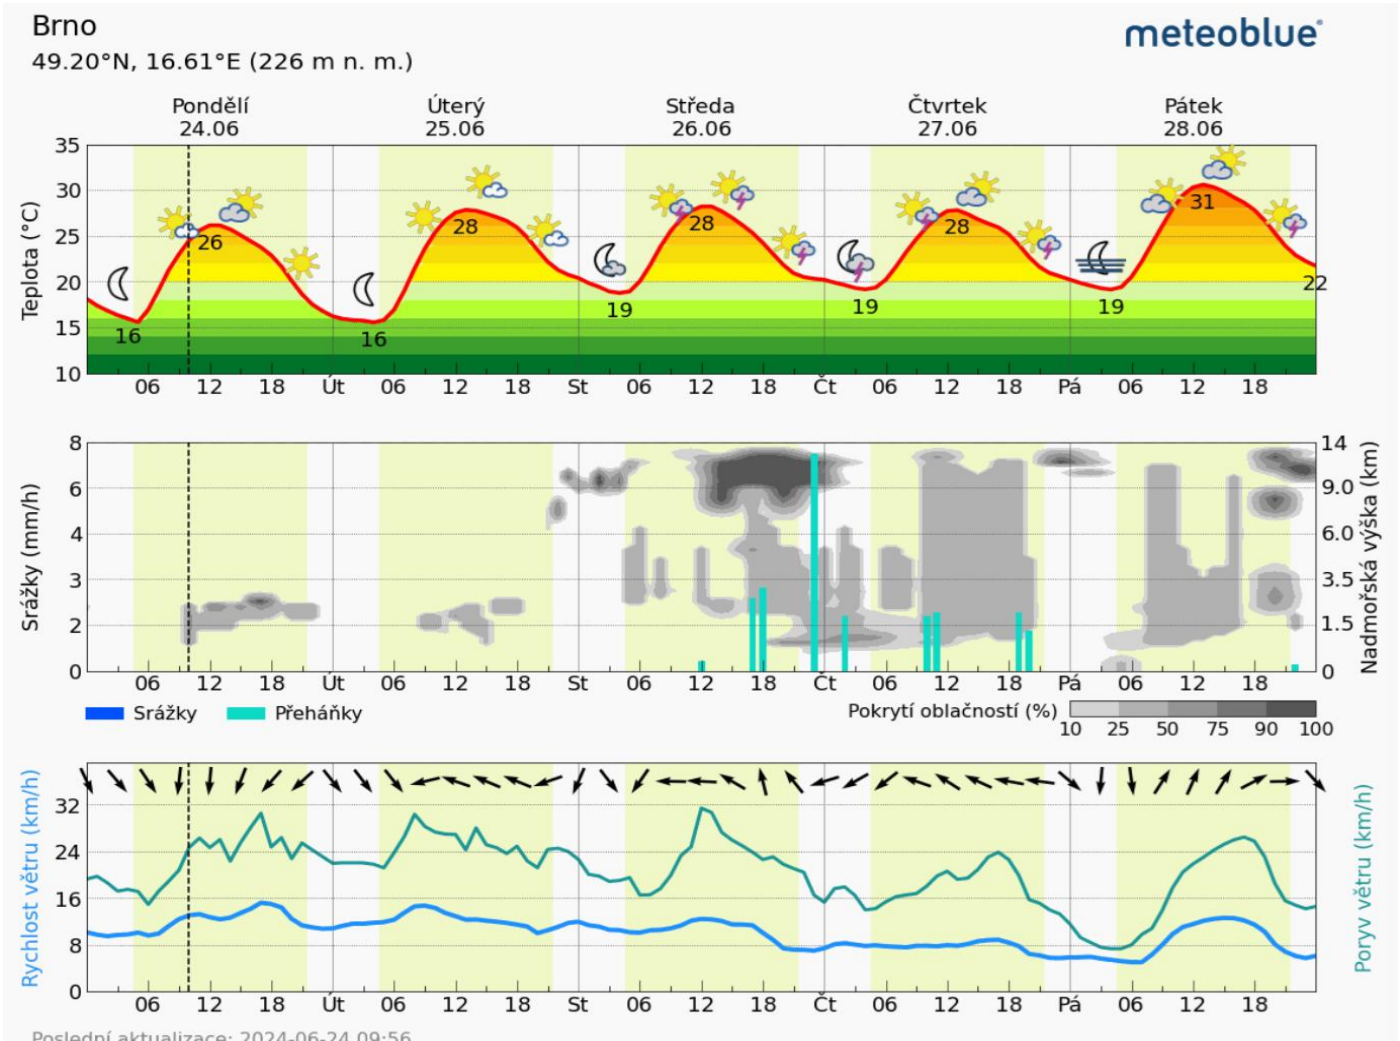 Brno
meteoblue
49.20°N, 16.61°E (226 m n. m.)
Pondělí Úterý Středa Čtvrtek Pátek
24.06 25.06 26.06 27.06 28.06
Teplota (°C)
35
30
25
20
15
10
26 28 28 28 31
16 16 19 19 19 22
06 12 18 Út 06 12 18 St 06 12 18 Čt 06 12 18 Pá 06 12 18
Srážky (mm/h)
8
6
4
3
2
0
14
9.0
6.0
3.5
1.5
0
Nadmořská výška (km)
06 12 18 Út 06 12 18 St 06 12 18 Čt 06 12 18 Pá 06 12 18
Srážky Přeháňky Pokrytí oblačností (%)
10 25 50 75 90 100
Rychlost větru (km/h)
32
24
16
8
0
Poryv větru (km/h)
06 12 18 Út 06 12 18 St 06 12 18 Čt 06 12 18 Pá 06 12 18
Poslední aktualizace: 2024-06-24 09:56